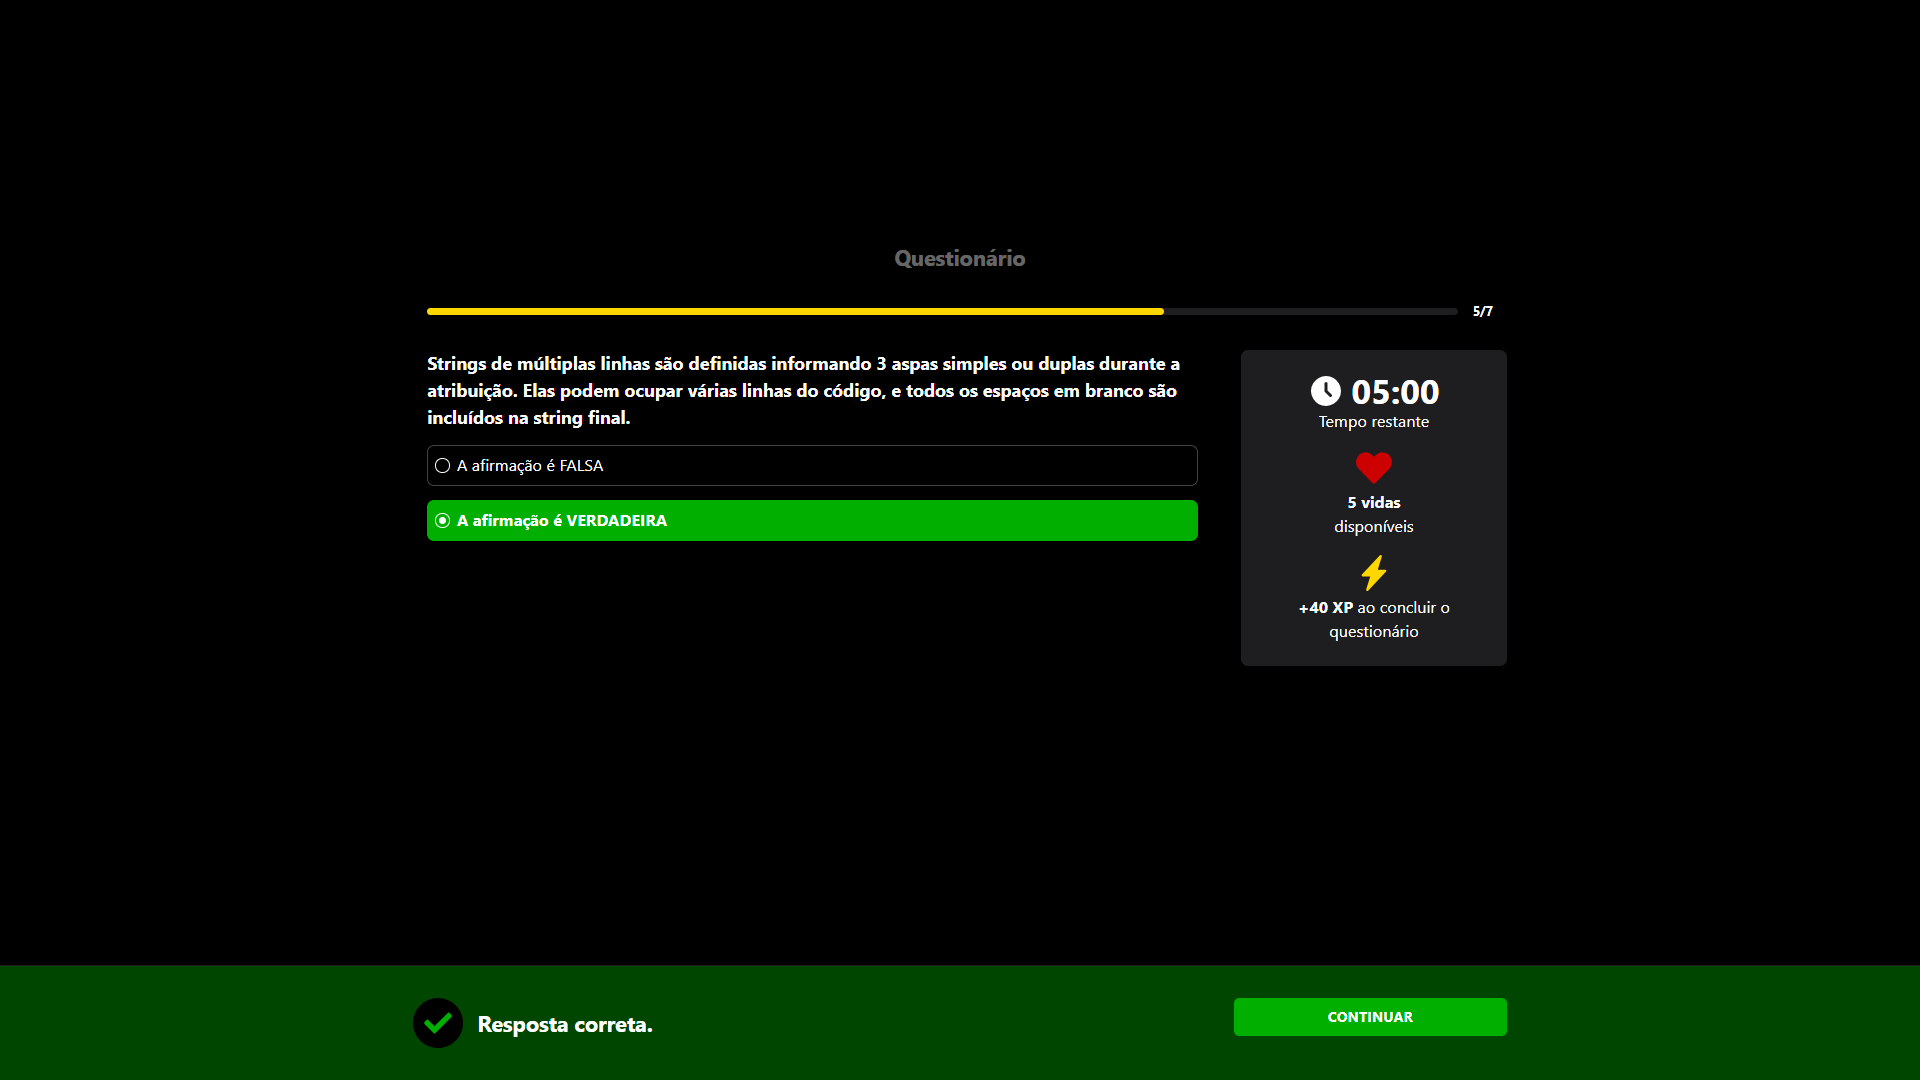 Questionário
5/7
Strings de múltiplas linhas são definidas informando 3 aspas simples ou duplas durante a
atribuição. Elas podem ocupar várias linhas do código, e todos os espaços em branco são
incluídos na string final.
A afirmação é FALSA
A afirmação é VERDADEIRA
05:00
Tempo restante
5 vidas
disponíveis
+40 XP ao concluir o
questionário
Resposta correta.
CONTINUAR